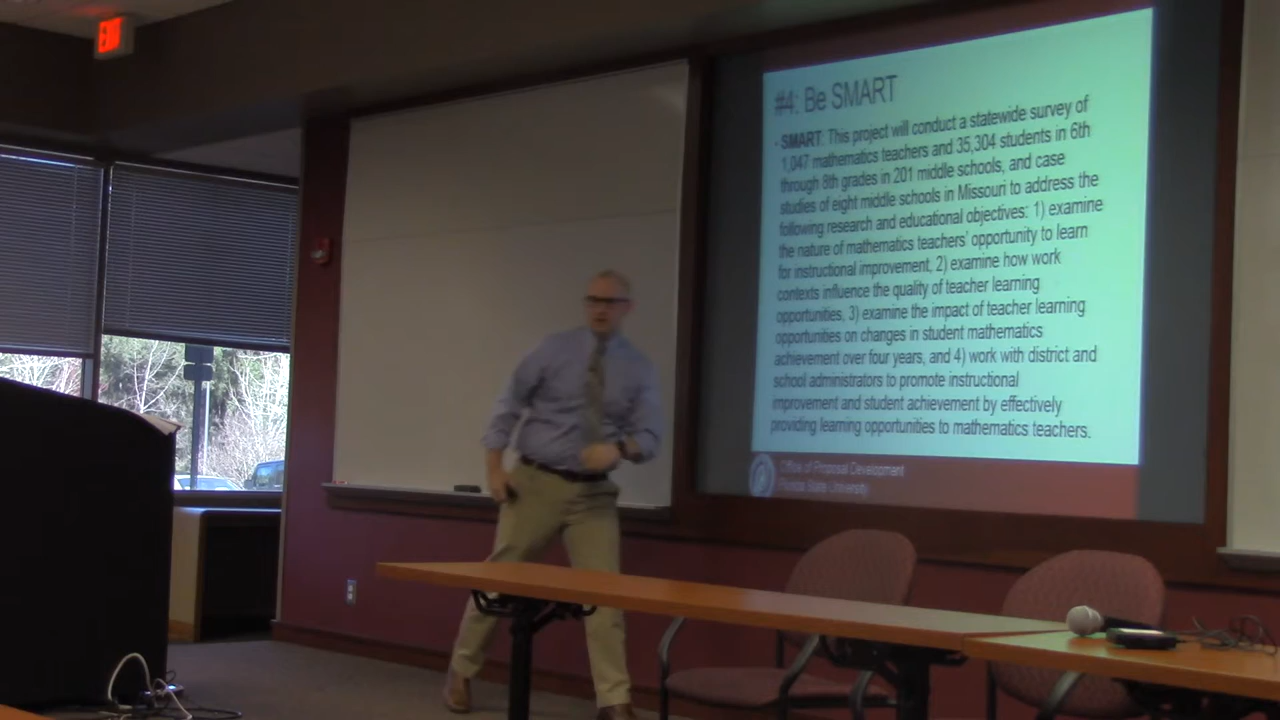 #4: Be SMART
- SMART: This project will conduct a statewide survey of
1,047 mathematics teachers and 35,304 students in 6th
through 8th grades in 201 middle schools, and case
studies of eight middle schools in Missouri to address the
following research and educational objectives: 1) examine
the nature of mathematics teachers' opportunity to learn
for instructional improvement, 2) examine how work
contexts influence the quality of teacher learning
opportunities, 3) examine the impact of teacher learning
opportunities on changes in student mathematics
achievement over four years, and 4) work with district and
school administrators to promote instructional
improvement and student achievement by effectively
providing learning opportunities to mathematics teachers.
Office of Proposal Development
Florida State University